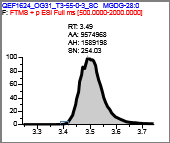 QEF1624_OG31_T3-55-0-3_SC MGDG-28:0
F: FTMS + p ESI Full ms [500.0000-2000.0000]
RT: 3.49
AA: 9574968
AH: 1589198
SN: 254.03
100
80
60
40
20
0
3.3 3.4 3.5 3.6 3.7